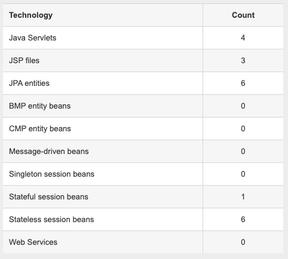 Technology Count
Java Servlets 4
JSP files 3
JPA entities 6
BMP entity beans 0
CMP entity beans 0
Message-driven beans 0
Singleton session beans 0
Stateful session beans 1
Stateless session beans 6
Web Services 0